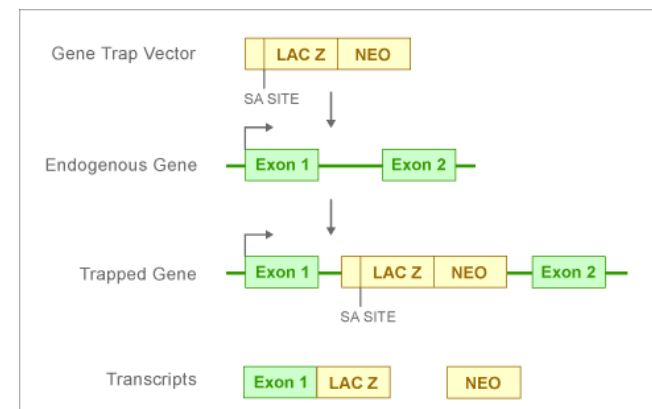 Gene Trap Vector LAC Z NEO
SA SITE
Endogenous Gene Exon 1 Exon 2
Trapped Gene Exon 1 LAC Z NEO Exon 2
SA SITE
Transcripts Exon 1 LAC Z NEO